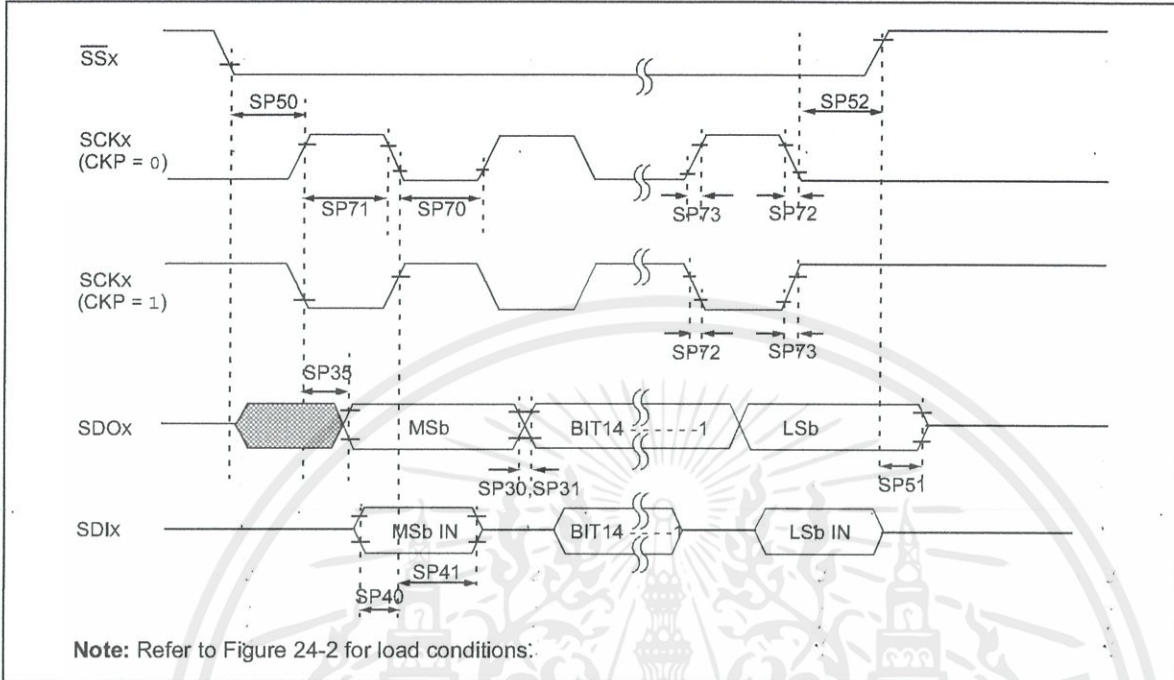 SSx
SP50
SP52
SCKx
(CKP = 0)
SP71 SP70 SP73 SP72
SCKx
(CKP = 1)
SP72 SP73
SP35
SDOx MSb BIT14 - - - - - - 1 LSb
SP30,SP31 SP51
SDIx MSb IN BIT14 - - - - 1 LSb IN
SP41
SP40
Note: Refer to Figure 24-2 for load conditions.